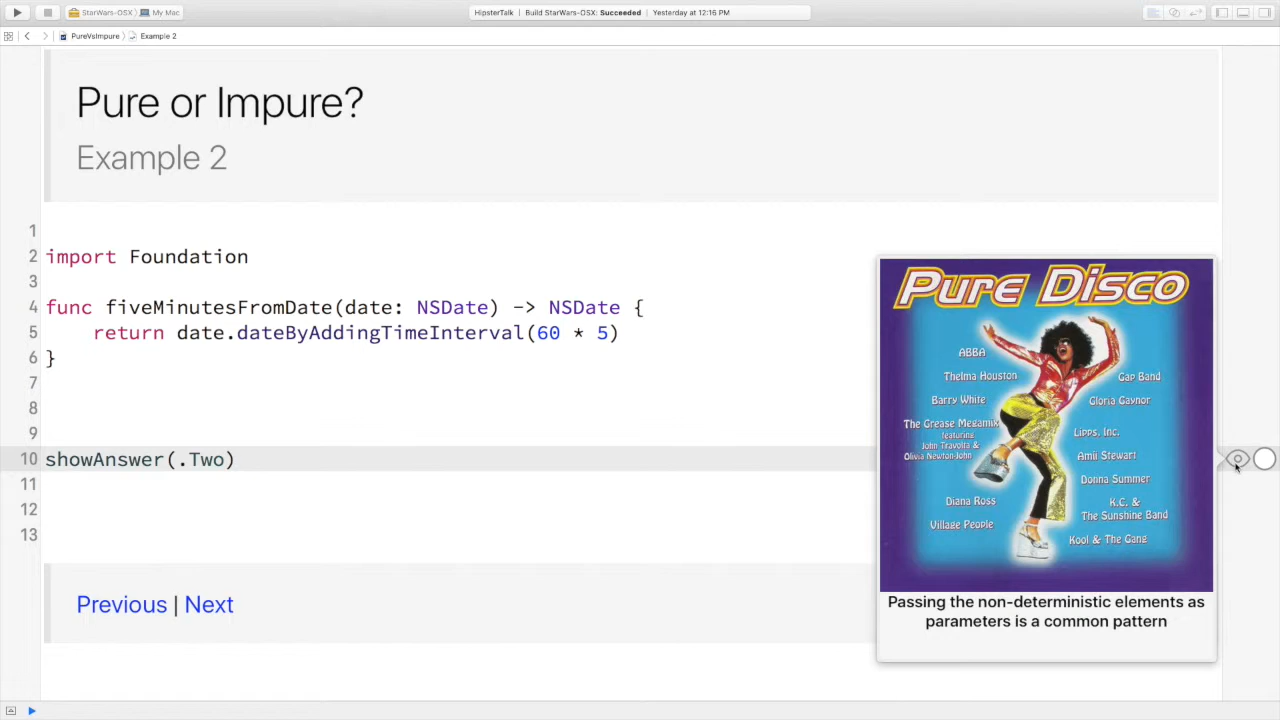 StarWars-OSX › My Mac
HipsterTalk | Build StarWars-OSX: Succeeded | Yesterday at 12:16 PM
PureVsImpure › Example 2
Pure or Impure?
Example 2
1
2 import Foundation
3
4 func fiveMinutesFromDate(date: NSDate) -> NSDate {
5 return date.dateByAddingTimeInterval(60 * 5)
6 }
7
8
9
10 showAnswer(.Two)
11
12
13
Previous | Next
Pure Disco
ABBA
Thelma Houston
Barry White
The Grease Megamix
featuring
John Travolta &
Olivia Newton-John
Diana Ross
Village People
Gap Band
Gloria Gaynor
Lipps, Inc.
Amii Stewart
Donna Summer
K.C. &
The Sunshine Band
Kool & The Gang
Passing the non-deterministic elements as
parameters is a common pattern